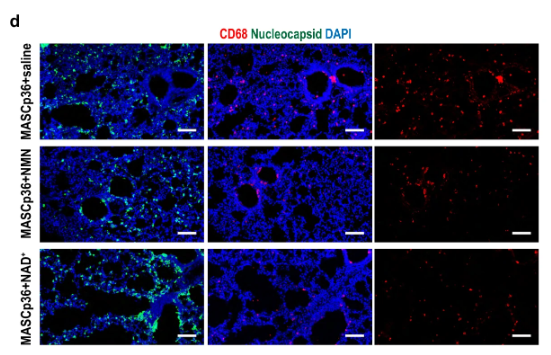 d
CD68 Nucleocapsid DAPI
MASCp36+saline
MASCp36+NMN
MASCp36+NAD⁺